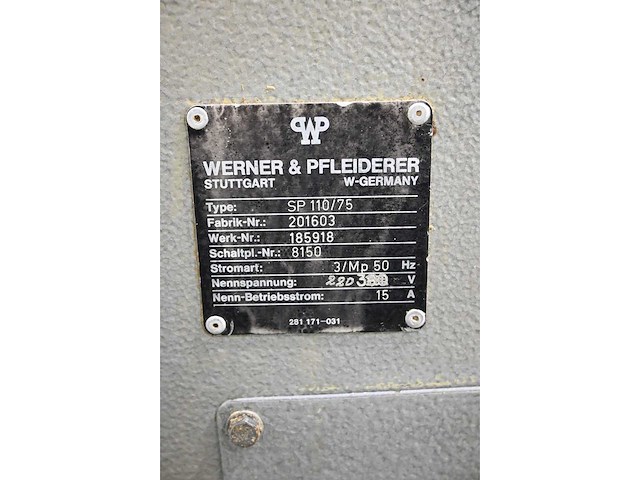 WP
WERNER & PFLEIDERER
STUTTGART W-GERMANY
Type: SP 110/75
Fabrik-Nr.: 201603
Werk-Nr.: 185918
Schaltpl.-Nr.: 8150
Stromart: 3/Mp 50 Hz
Nennspannung: 220 V
Nenn-Betriebsstrom: 15 A
281 171-031